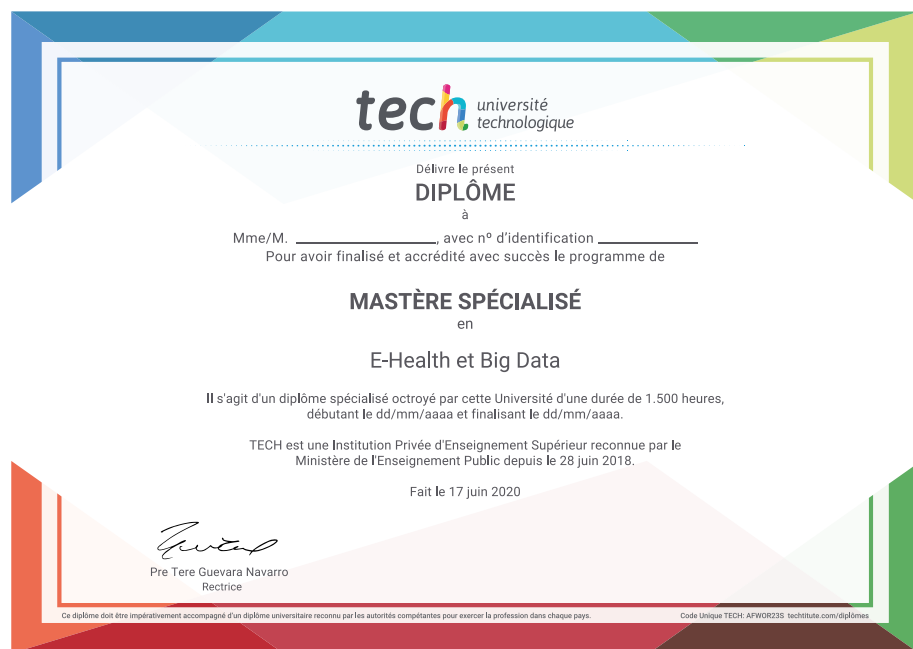 tech université
technologique
Délivre le présent
DIPLÔME
à
Mme/M. ____________, avec nº d'identification ____________
Pour avoir finalisé et accrédité avec succès le programme de
MASTÈRE SPÉCIALISÉ
en
E-Health et Big Data
Il s'agit d'un diplôme spécialisé octroyé par cette Université d'une durée de 1.500 heures,
débutant le dd/mm/aaaa et finalisant le dd/mm/aaaa.
TECH est une Institution Privée d'Enseignement Supérieur reconnue par le
Ministère de l'Enseignement Public depuis le 28 juin 2018.
Fait le 17 juin 2020
Pre Tere Guevara Navarro
Rectrice
Ce diplôme doit être impérativement accompagné d'un diplôme universitaire reconnu par les autorités compétantes pour exercer la profession dans chaque pays. Code Unique TECH: AFWOR23S techtitute.com/diplômes